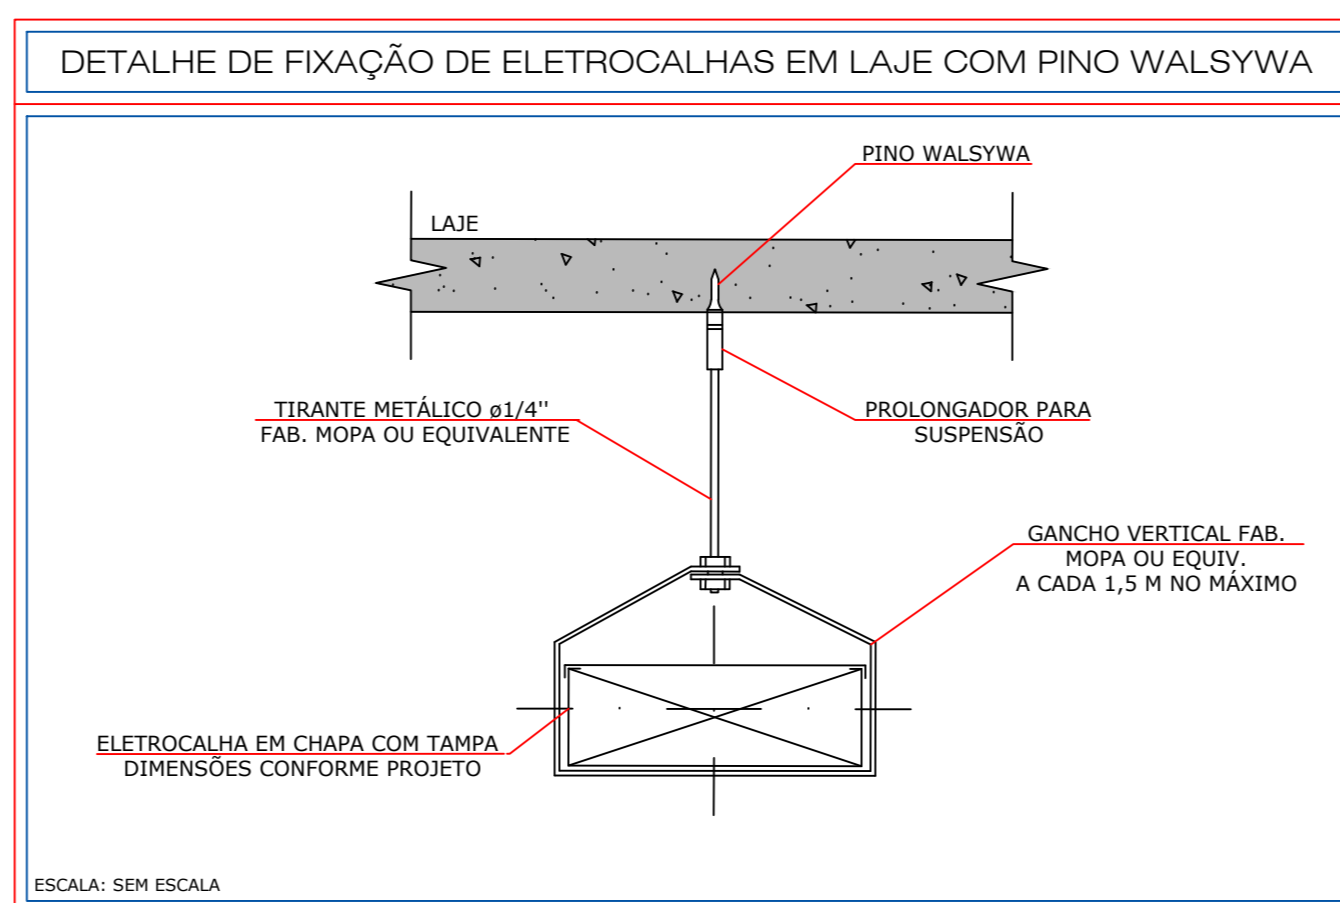 DETALHE DE FIXAÇÃO DE ELETROCALHAS EM LAJE COM PINO WALSYWA
PINO WALSYWA
LAJE
TIRANTE METÁLICO ø1/4''
FAB. MOPA OU EQUIVALENTE
PROLONGADOR PARA
SUSPENSÃO
GANCHO VERTICAL FAB.
MOPA OU EQUIV.
A CADA 1,5 M NO MÁXIMO
ELETROCALHA EM CHAPA COM TAMPA
DIMENSÕES CONFORME PROJETO
ESCALA: SEM ESCALA